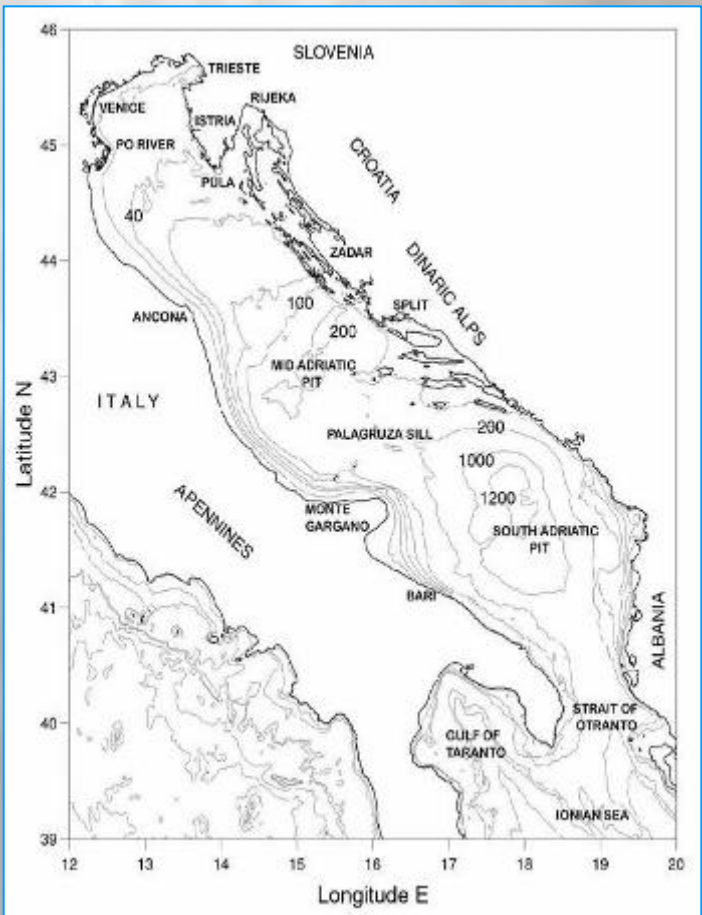 46
SLOVENIA
TRIESTE
RIJEKA
VENICE
ISTRIA
45
PO RIVER
CROATIA
PULA
40
DINARIC ALPS
ZADAR
44
100
SPLIT
ANCONA
200
MID ADRIATIC
PIT
43
ITALY
Latitude N
PALAGRUZA SILL
200
1000
42
1200
APENNINES
MONTE
GARGANO
SOUTH ADRIATIC
PIT
41
BARI
ALBANIA
40
STRAIT OF
OTRANTO
GULF OF
TARANTO
IONIAN SEA
39
12
13
14
15
16
17
18
19
20
Longitude E